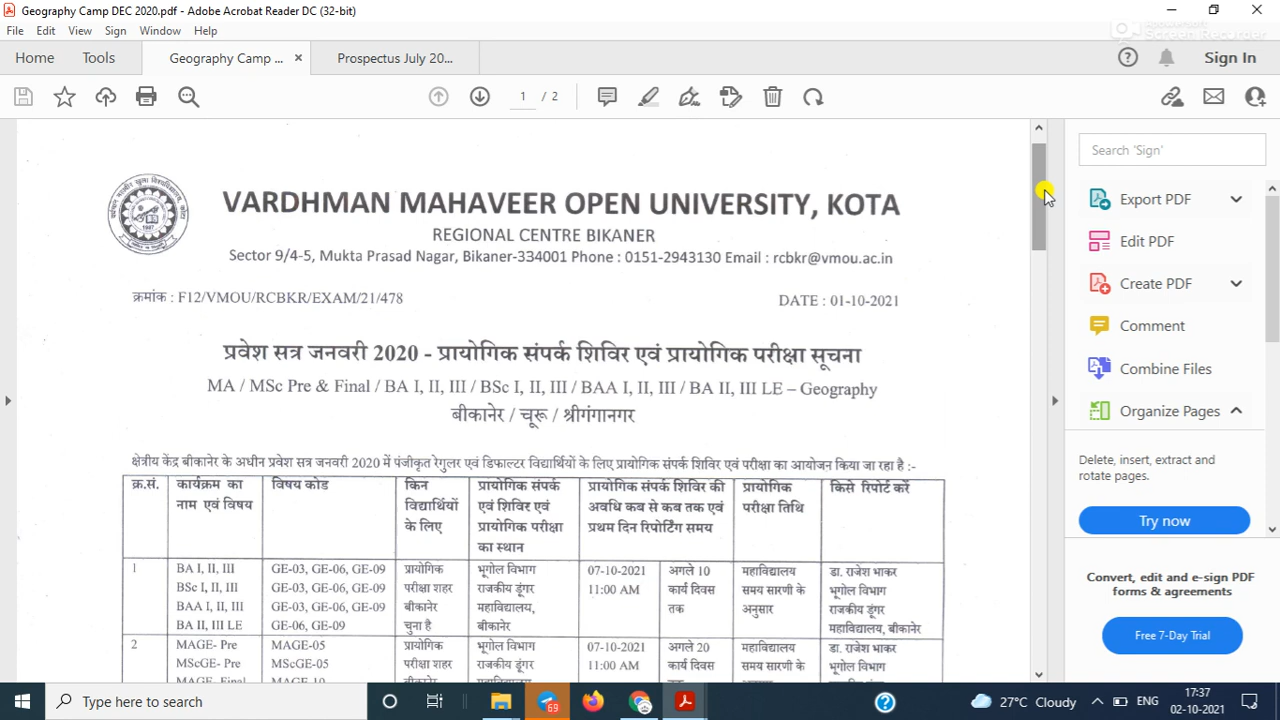 Geography Camp DEC 2020.pdf - Adobe Acrobat Reader DC (32-bit)
File Edit View Sign Window Help
Screen Recorder
Home Tools Geography Camp ... × Prospectus July 20... Sign In
1 / 2
Search 'Sign'
VARDHMAN MAHAVEER OPEN UNIVERSITY, KOTA
REGIONAL CENTRE BIKANER
Sector 9/4-5, Mukta Prasad Nagar, Bikaner-334001 Phone : 0151-2943130 Email : rcbkr@vmou.ac.in
क्रमांक : F12/VMOU/RCBKR/EXAM/21/478 DATE : 01-10-2021
प्रवेश सत्र जनवरी 2020 - प्रायोगिक संपर्क शिविर एवं प्रायोगिक परीक्षा सूचना
MA / MSc Pre & Final / BA I, II, III / BSc I, II, III / BAA I, II, III / BA II, III LE – Geography
बीकानेर / चूरू / श्रीगंगानगर
क्षेत्रीय केंद्र बीकानेर के अधीन प्रवेश सत्र जनवरी 2020 में पंजीकृत रेगुलर एवं डिफाल्टर विद्यार्थियों के लिए प्रायोगिक संपर्क शिविर एवं परीक्षा का आयोजन किया जा रहा है :-
क्र.सं. कार्यक्रम का विषय कोड किन प्रायोगिक संपर्क प्रायोगिक संपर्क शिविर की प्रायोगिक किसे रिपोर्ट करें
नाम एवं विषय विद्यार्थियों एवं शिविर एवं अवधि कब से कब तक एवं परीक्षा तिथि
के लिए प्रायोगिक परीक्षा प्रथम दिन रिपोर्टिंग समय
का स्थान
1 BA I, II, III GE-03, GE-06, GE-09 प्रायोगिक भूगोल विभाग 07-10-2021 अगले 10 महाविद्यालय डा. राजेश भाकर
BSc I, II, III GE-03, GE-06, GE-09 परीक्षा शहर राजकीय डूंगर 11:00 AM कार्य दिवस समय सारणी के भूगोल विभाग
BAA I, II, III GE-03, GE-06, GE-09 बीकानेर महाविद्यालय, तक अनुसार राजकीय डूंगर
BA II, III LE GE-06, GE-09 चुना है बीकानेर महाविद्यालय, बीकानेर
2 MAGE- Pre MAGE-05 प्रायोगिक भूगोल विभाग 07-10-2021 अगले 20 महाविद्यालय डा. राजेश भाकर
MScGE- Pre MScGE-05 परीक्षा शहर राजकीय डूंगर 11:00 AM कार्य दिवस समय सारणी के भूगोल विभाग
MAGE- Final MAGE-10
Export PDF
Edit PDF
Create PDF
Comment
Combine Files
Organize Pages
Delete, insert, extract and
rotate pages.
Try now
Convert, edit and e-sign PDF
forms & agreements
Free 7-Day Trial
Type here to search 69 27°C Cloudy ENG 17:37
02-10-2021